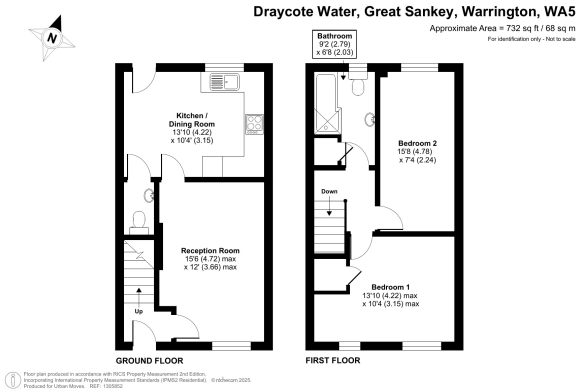 Draycote Water, Great Sankey, Warrington, WA5
Approximate Area = 732 sq ft / 68 sq m
For identification only - Not to scale
N
Bathroom
9'2 (2.79)
x 6'8 (2.03)
Kitchen /
Dining Room
13'10 (4.22)
x 10'4' (3.15)
Bedroom 2
15'8 (4.78)
x 7'4 (2.24)
Down
Reception Room
15'6 (4.72) max
x 12' (3.66) max
Up
Bedroom 1
13'10 (4.22) max
x 10'4 (3.15) max
GROUND FLOOR
FIRST FLOOR
Floor plan produced in accordance with RICS Property Measurement 2nd Edition,
Incorporating International Property Measurement Standards (IPMS2 Residential). © nichecom 2025.
Produced for Urban Moves. REF: 1305852